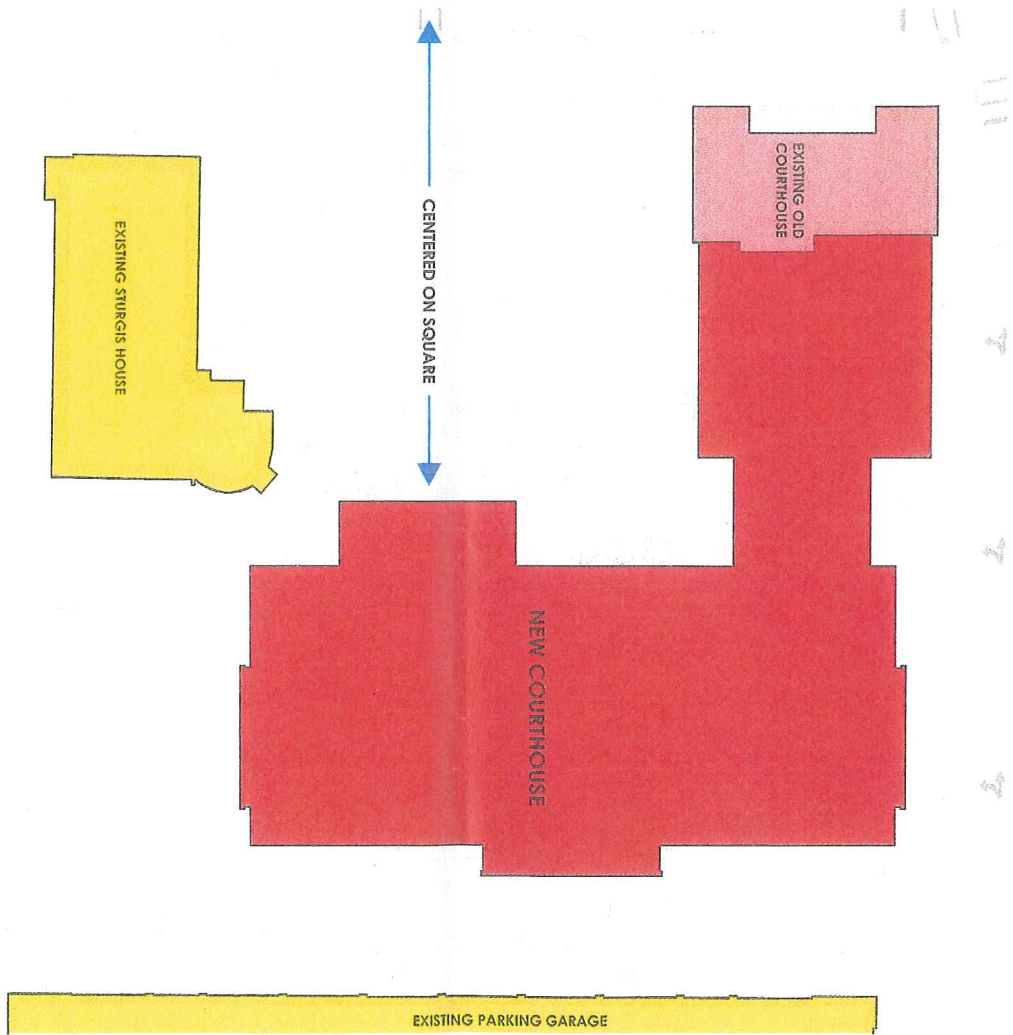 EXISTING OLD
COURTHOUSE
CENTERED ON SQUARE
EXISTING STURGIS HOUSE
NEW COURTHOUSE
EXISTING PARKING GARAGE